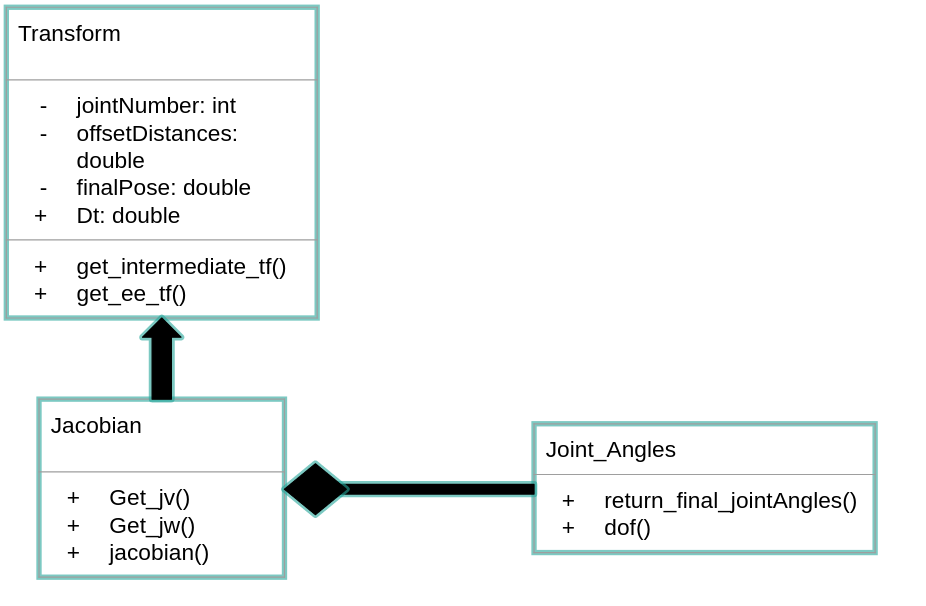 Transform
- jointNumber: int
- offsetDistances:
double
- finalPose: double
+ Dt: double
+ get_intermediate_tf()
+ get_ee_tf()
Jacobian
+ Get_jv()
+ Get_jw()
+ jacobian()
Joint_Angles
+ return_final_jointAngles()
+ dof()